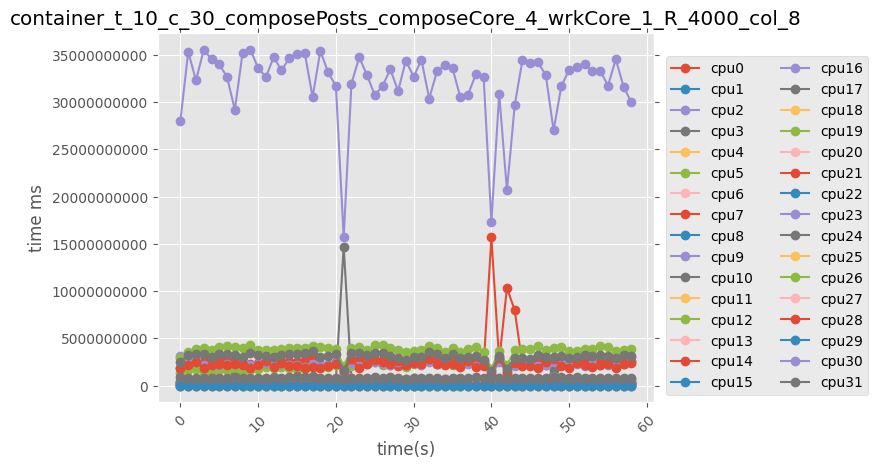 container_t_10_c_30_composePosts_composeCore_4_wrkCore_1_R_4000_col_8
time ms
35000000000
30000000000
25000000000
20000000000
15000000000
10000000000
5000000000
0
0
10
20
30
40
50
60
time(s)
cpu0
cpu1
cpu2
cpu3
cpu4
cpu5
cpu6
cpu7
cpu8
cpu9
cpu10
cpu11
cpu12
cpu13
cpu14
cpu15
cpu16
cpu17
cpu18
cpu19
cpu20
cpu21
cpu22
cpu23
cpu24
cpu25
cpu26
cpu27
cpu28
cpu29
cpu30
cpu31